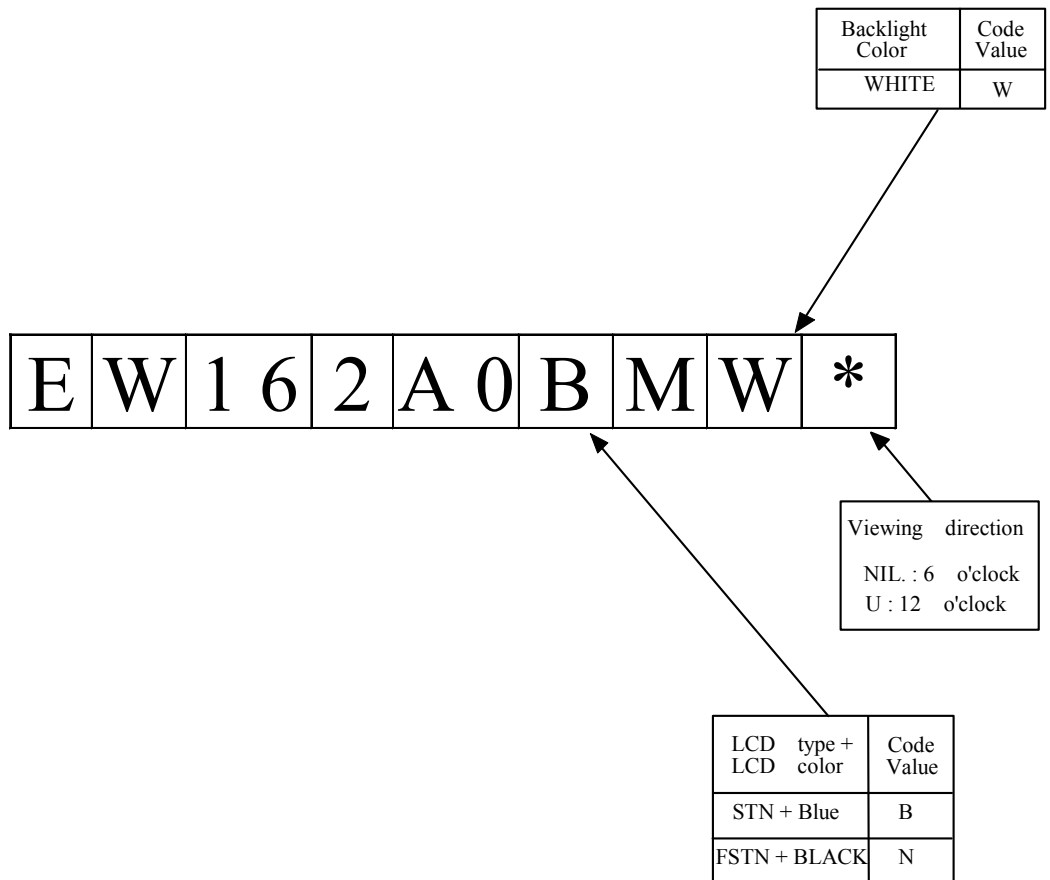 Backlight Color Code Value
WHITE W
E W 1 6 2 A 0 B M W *
Viewing direction
NIL. : 6 o'clock
U : 12 o'clock
LCD type + LCD color Code Value
STN + Blue B
FSTN + BLACK N